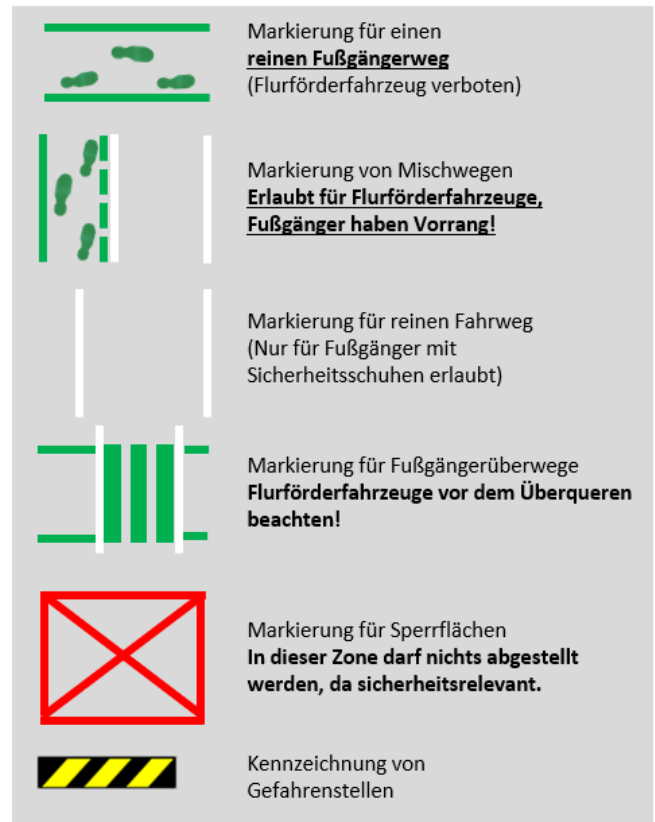 Markierung für einen
reinen Fußgängerweg
(Flurförderfahrzeug verboten)
Markierung von Mischwegen
Erlaubt für Flurförderfahrzeuge,
Fußgänger haben Vorrang!
Markierung für reinen Fahrweg
(Nur für Fußgänger mit
Sicherheitsschuhen erlaubt)
Markierung für Fußgängerüberwege
Flurförderfahrzeuge vor dem Überqueren
beachten!
Markierung für Sperrflächen
In dieser Zone darf nichts abgestellt
werden, da sicherheitsrelevant.
Kennzeichnung von
Gefahrenstellen